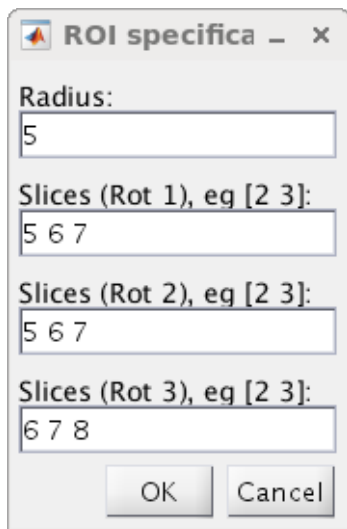 ROI specifica
Radius:
5
Slices (Rot 1), eg [2 3]:
5 6 7
Slices (Rot 2), eg [2 3]:
5 6 7
Slices (Rot 3), eg [2 3]:
6 7 8
OK Cancel